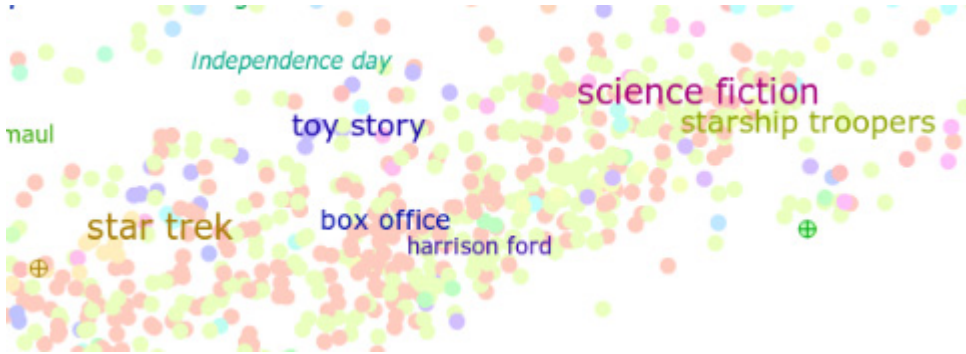 independence day
science fiction
toy story
starship troopers
maul
star trek
box office
harrison ford